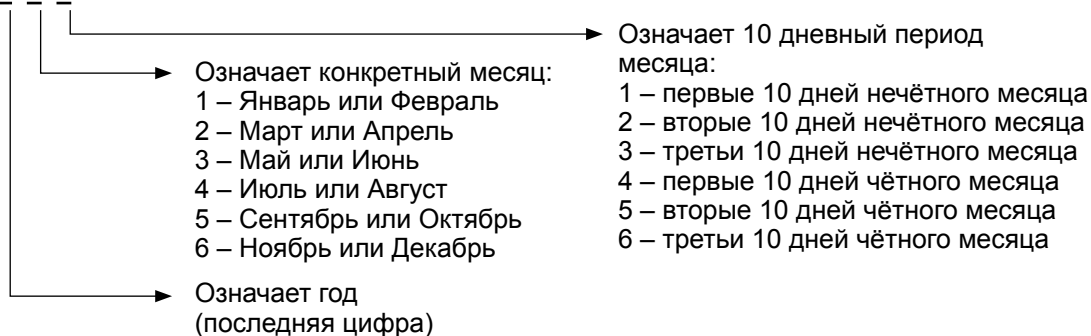 Означает 10 дневный период
месяца:
1 – первые 10 дней нечётного месяца
2 – вторые 10 дней нечётного месяца
3 – третьи 10 дней нечётного месяца
4 – первые 10 дней чётного месяца
5 – вторые 10 дней чётного месяца
6 – третьи 10 дней чётного месяца
Означает конкретный месяц:
1 – Январь или Февраль
2 – Март или Апрель
3 – Май или Июнь
4 – Июль или Август
5 – Сентябрь или Октябрь
6 – Ноябрь или Декабрь
Означает год
(последняя цифра)